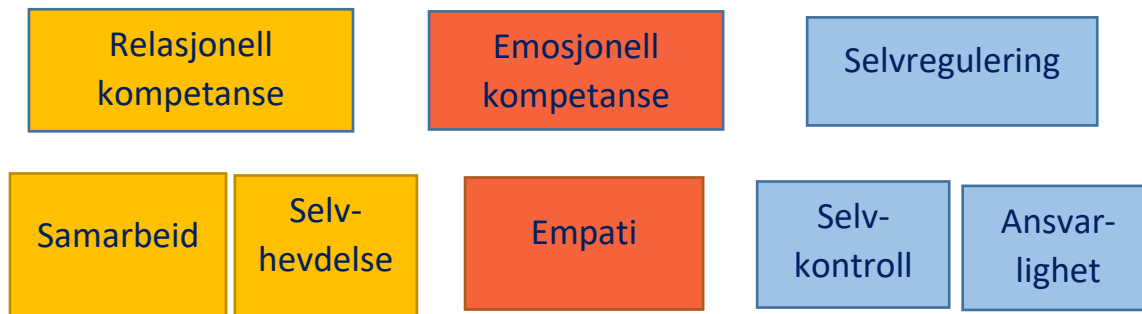 Relasjonell
kompetanse
Emosjonell
kompetanse
Selvregulering
Samarbeid
Selv-
hevdelse
Empati
Selv-
kontroll
Ansvar-
lighet